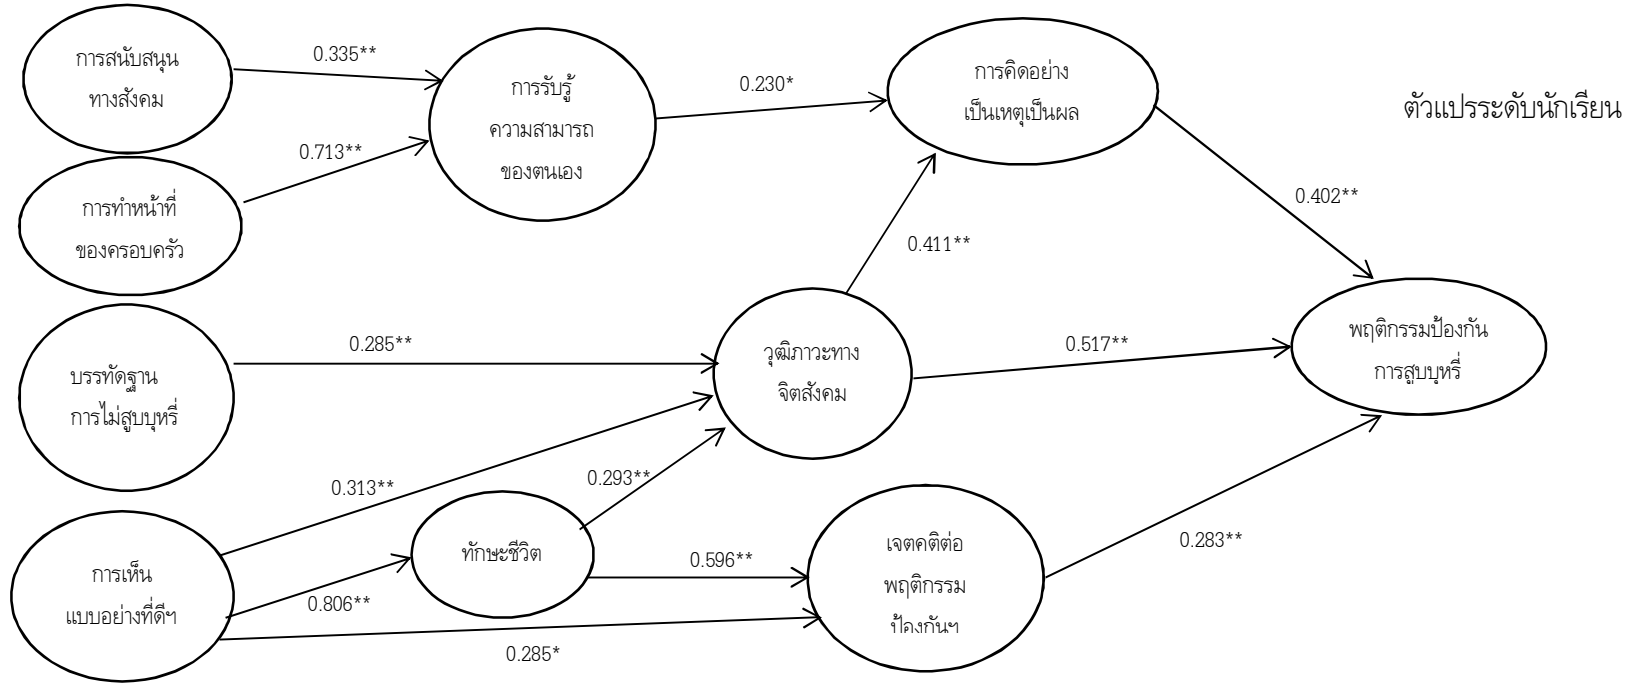 การสนับสนุน
ทางสังคม
0.335**
การรับรู้
ความสามารถ
ของตนเอง
0.230*
การคิดอย่าง
เป็นเหตุเป็นผล
ตัวแปรระดับนักเรียน
0.713**
การทำหน้าที่
ของครอบครัว
0.402**
0.411**
บรรทัดฐาน
การไม่สูบบุหรี่
0.285**
วุฒิภาวะทาง
จิตสังคม
0.517**
พฤติกรรมป้องกัน
การสูบบุหรี่
0.313**
0.293**
การเห็น
แบบอย่างที่ดีฯ
0.806**
ทักษะชีวิต
0.596**
เจตคติต่อ
พฤติกรรม
ป้องกันฯ
0.283**
0.285*